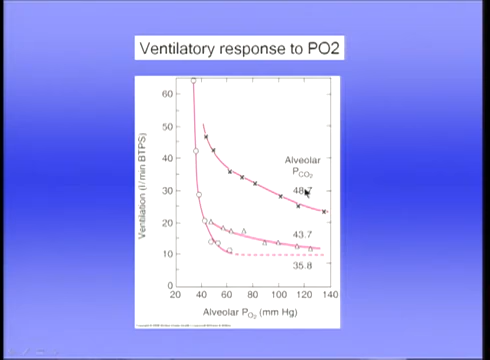 Ventilatory response to PO2
60
50
40
30
20
10
0
Ventilation (l/min BTPS)
Alveolar
PCO2
48.7
43.7
35.8
20 40 60 80 100 120 140
Alveolar PO2 (mm Hg)